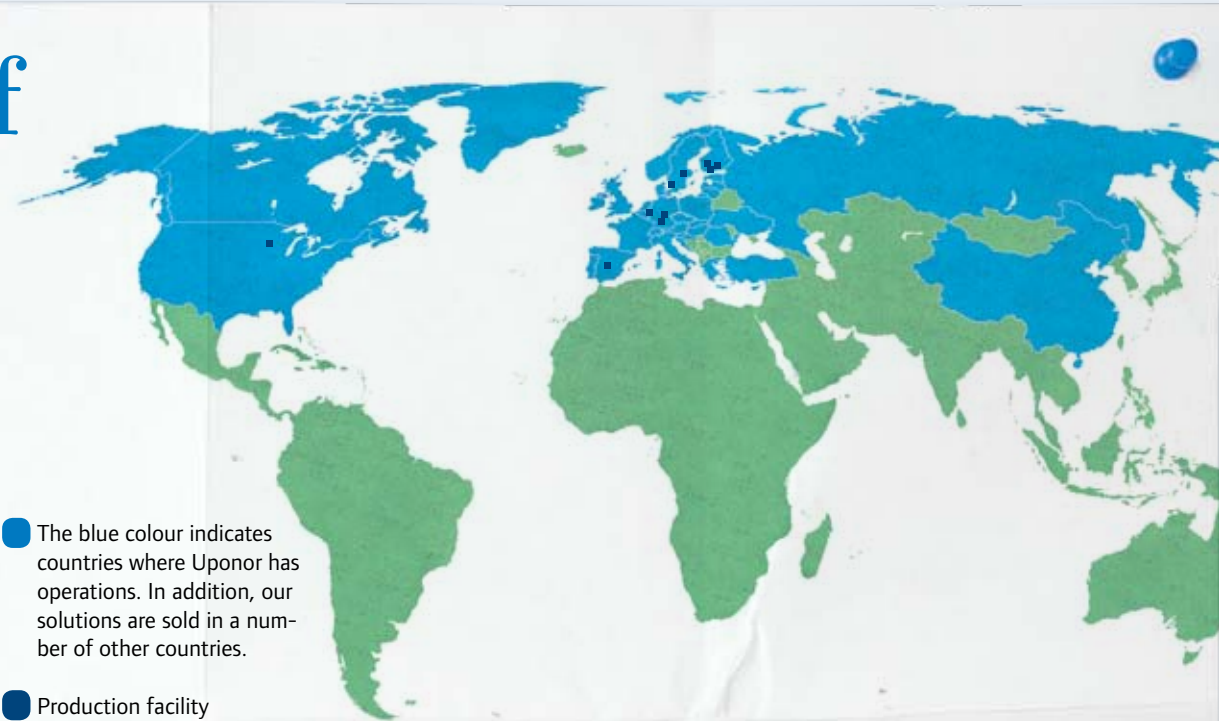 f
The blue colour indicates
countries where Uponor has
operations. In addition, our
solutions are sold in a num-
ber of other countries.
Production facility